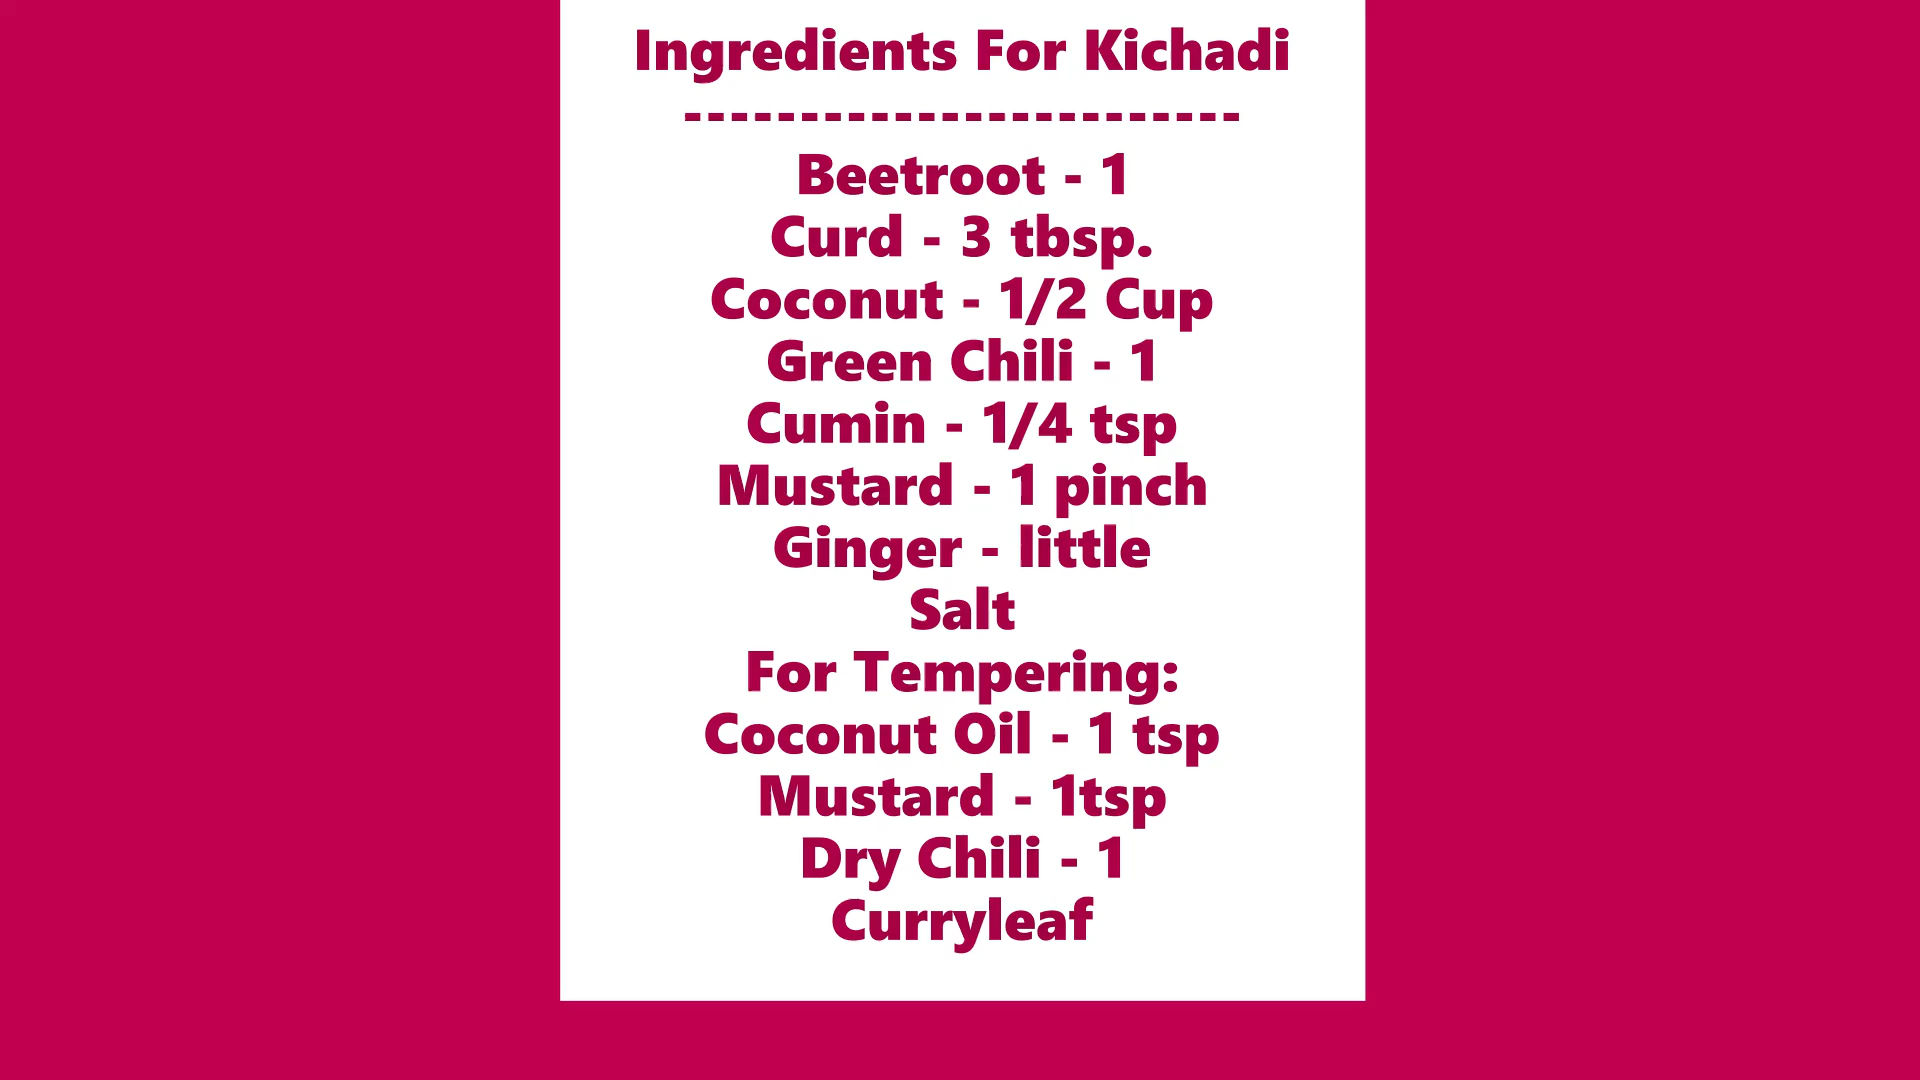 Ingredients For Kichadi
------------------------
Beetroot - 1
Curd - 3 tbsp.
Coconut - 1/2 Cup
Green Chili - 1
Cumin - 1/4 tsp
Mustard - 1 pinch
Ginger - little
Salt
For Tempering:
Coconut Oil - 1 tsp
Mustard - 1tsp
Dry Chili - 1
Curryleaf